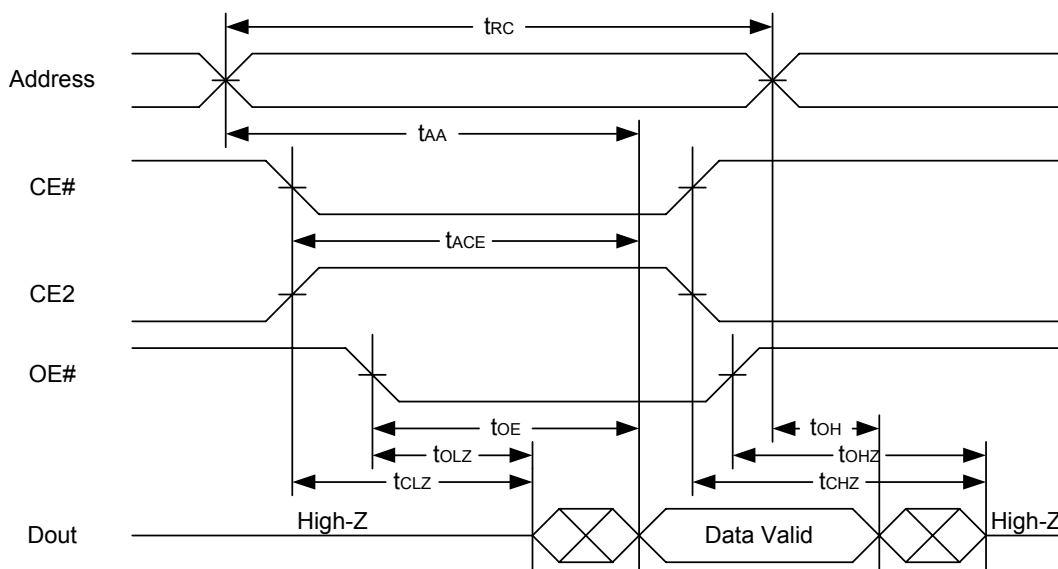 tRC
Address
tAA
CE#
tACE
CE2
OE#
tOE
tOH
tOLZ
tOHZ
tCLZ
tCHZ
High-Z
High-Z
Dout
Data Valid